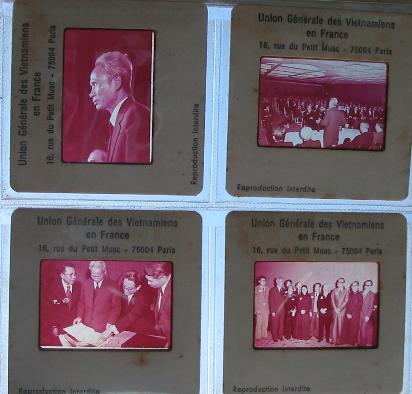 Union Générale des Vietnamiens
en France
16, rue du Petit Musc - 75004 Paris
Reproduction Interdite
Union Générale des Vietnamiens
en France
16, rue du Petit Musc - 75004 Paris
Reproduction Interdite
Union Générale des Vietnamiens
en France
16, rue du Petit Musc - 75004 Paris
Reproduction Interdite
Union Générale des Vietnamiens
en France
16, rue du Petit Musc - 75004 Paris
Reproduction Interdite